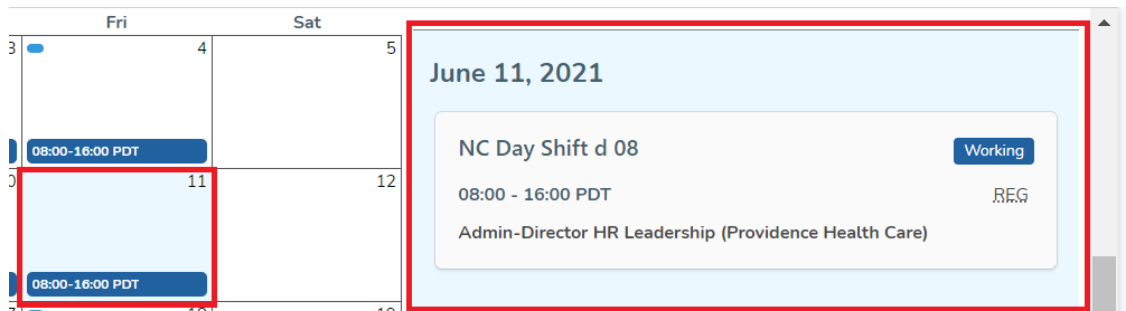 Fri Sat
3 4 5
08:00-16:00 PDT
11 12
08:00-16:00 PDT
June 11, 2021
NC Day Shift d 08 Working
08:00 - 16:00 PDT REG
Admin-Director HR Leadership (Providence Health Care)